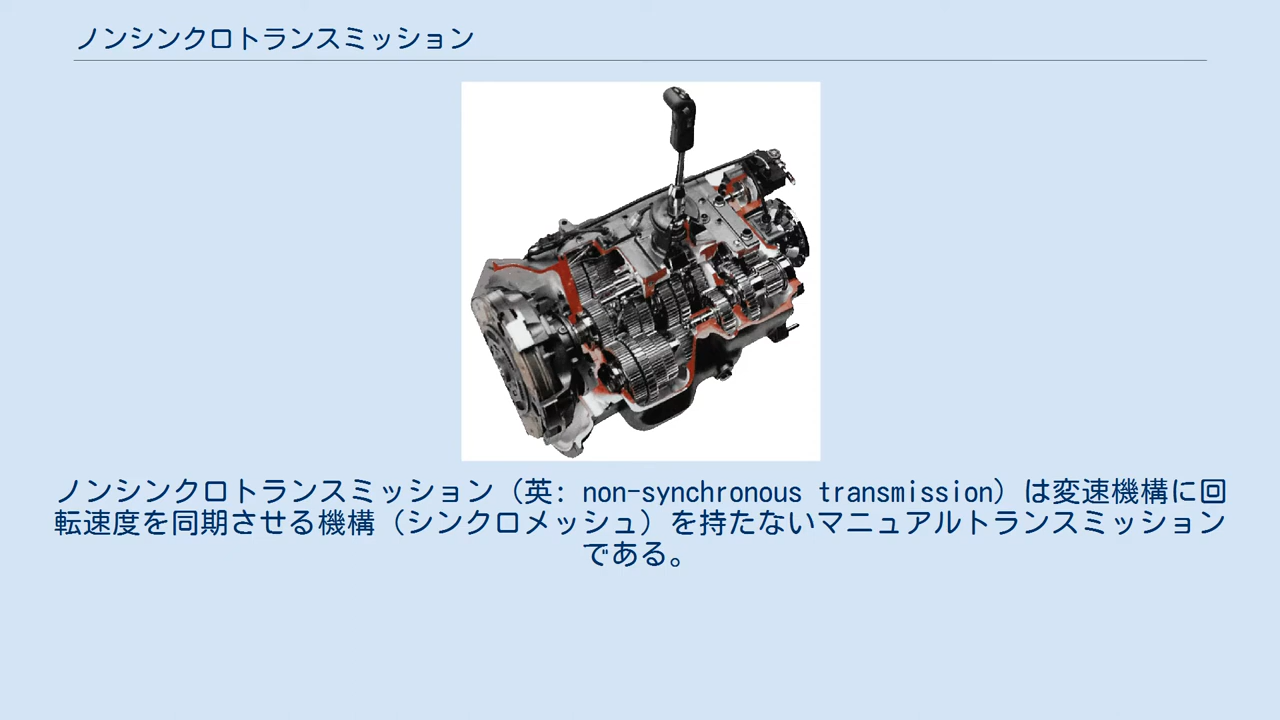 ノンシンクロトランスミッション
ノンシンクロトランスミッション（英: non-synchronous transmission）は変速機構に回
転速度を同期させる機構（シンクロメッシュ）を持たないマニュアルトランスミッション
である。